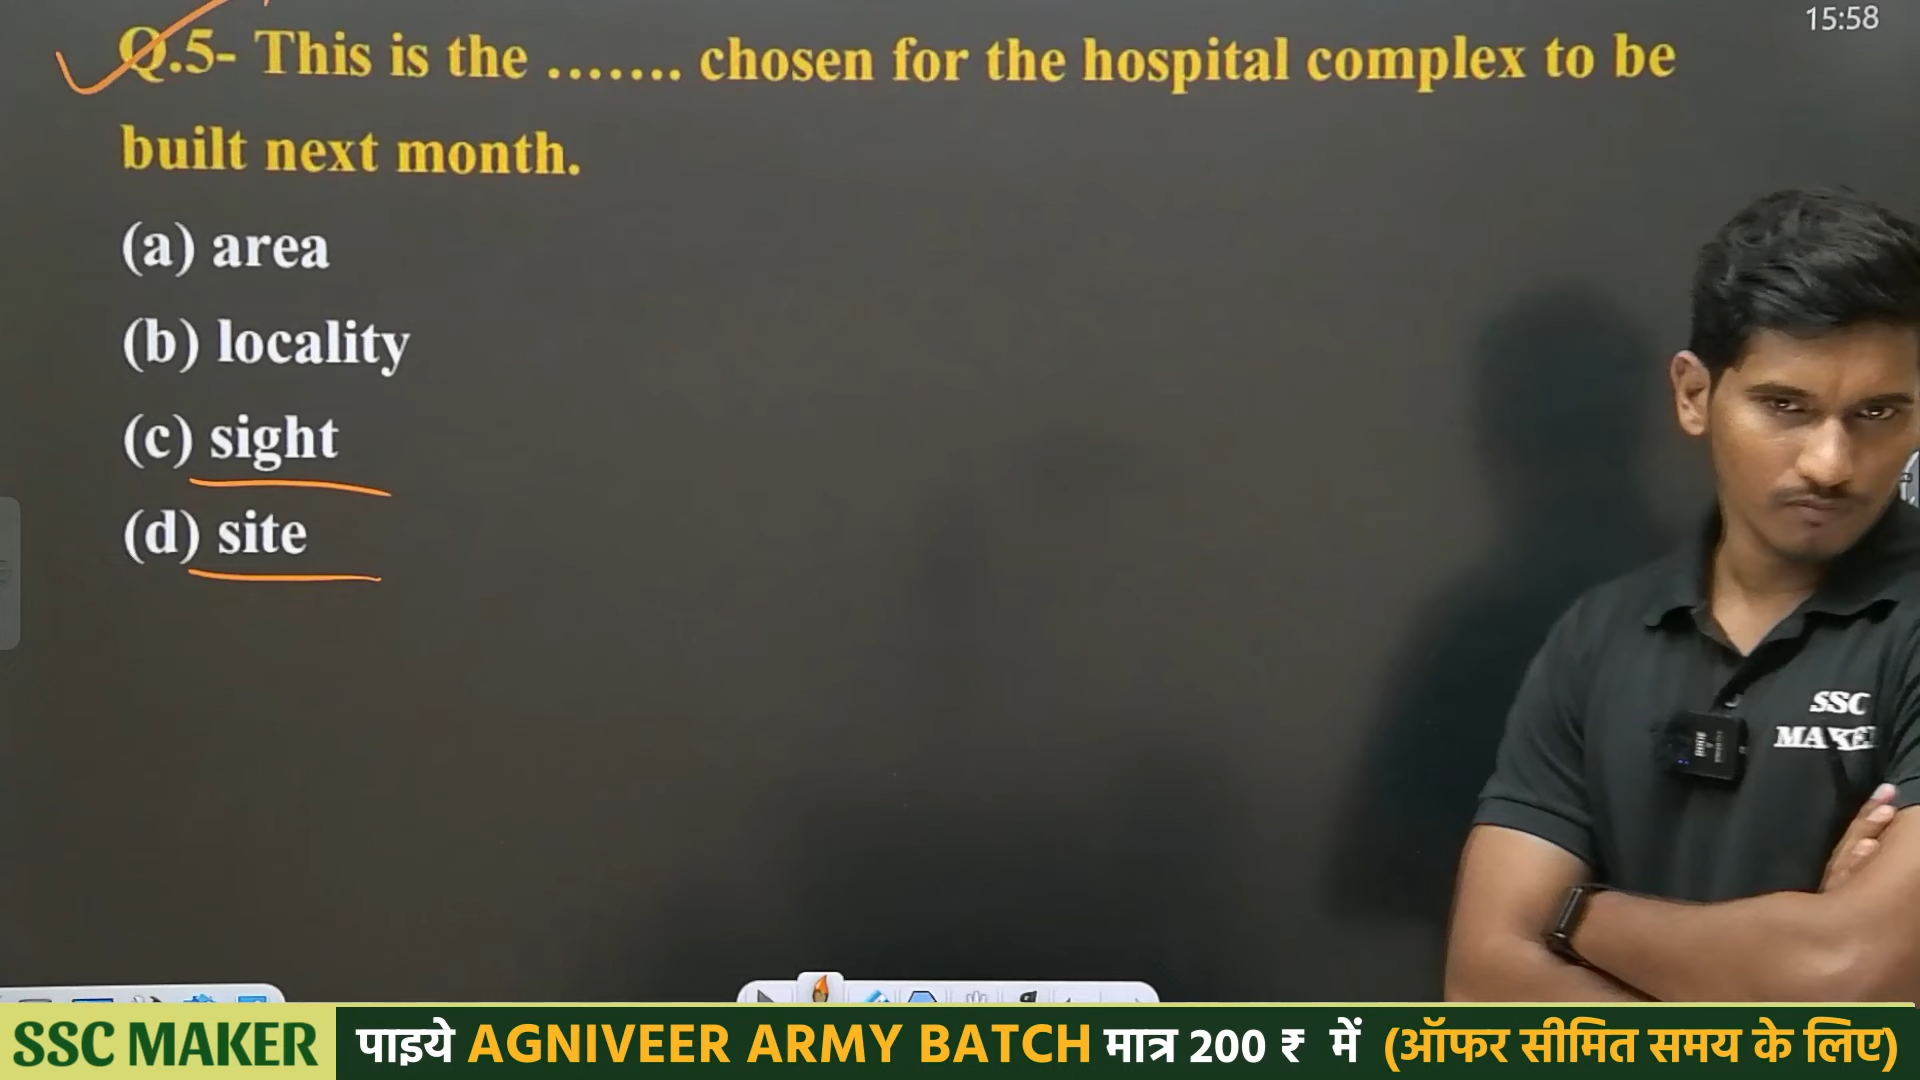 15:58
Q.5- This is the ....... chosen for the hospital complex to be
built next month.
(a) area
(b) locality
(c) sight
(d) site
SSC
MAKER
SSC MAKER पाइये AGNIVEER ARMY BATCH मात्र 200 ₹ में (ऑफर सीमित समय के लिए)